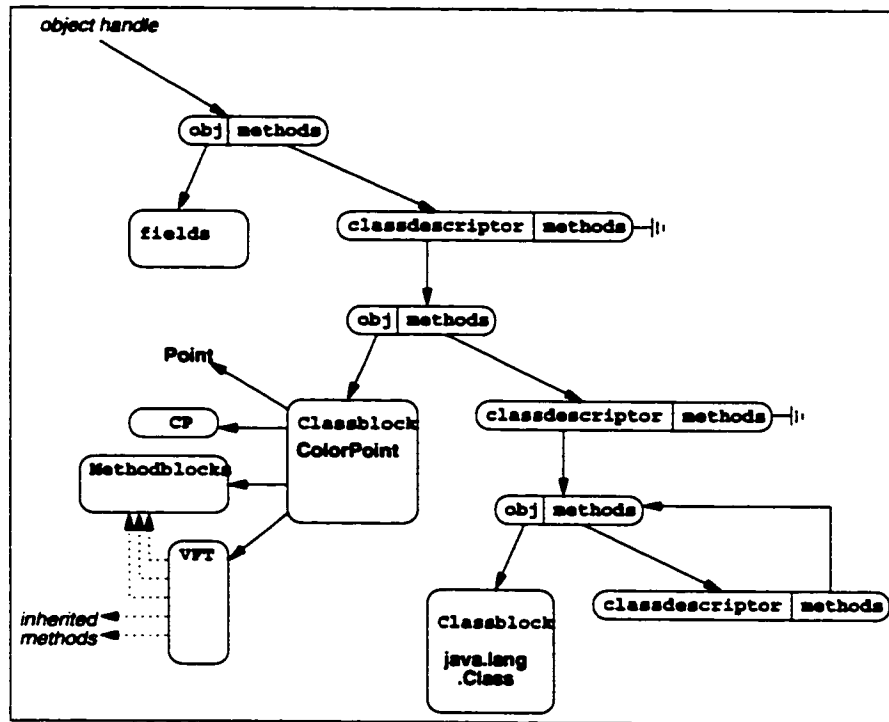 object handle
obj methods
fields
classdescriptor methods
obj methods
Point
CP
Classblock
ColorPoint
classdescriptor methods
Methodblocks
obj methods
VFT
inherited
methods
Classblock
java.lang
.Class
classdescriptor methods